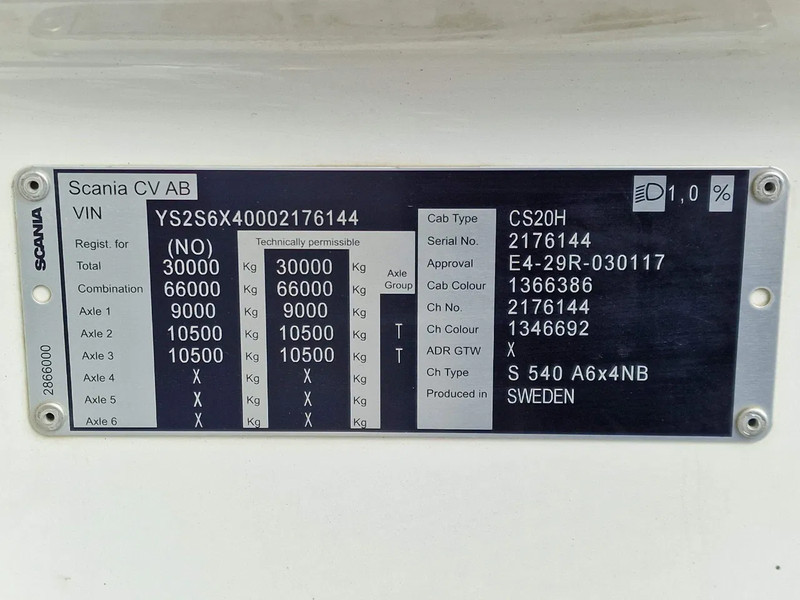 Scania CV AB
1,0 %
VIN YS2S6X40002176144
Regist. for (NO) Technically permissible
Total 30000 Kg 30000 Kg Axle Group
Combination 66000 Kg 66000 Kg
Axle 1 9000 Kg 9000 Kg
Axle 2 10500 Kg 10500 Kg T
Axle 3 10500 Kg 10500 Kg T
Axle 4 X Kg X Kg
Axle 5 X Kg X Kg
Axle 6 X Kg X Kg
Cab Type CS20H
Serial No. 2176144
Approval E4-29R-030117
Cab Colour 1366386
Ch No. 2176144
Ch Colour 1346692
ADR GTW X
Ch Type S 540 A6x4NB
Produced in SWEDEN
SCANIA
2866000